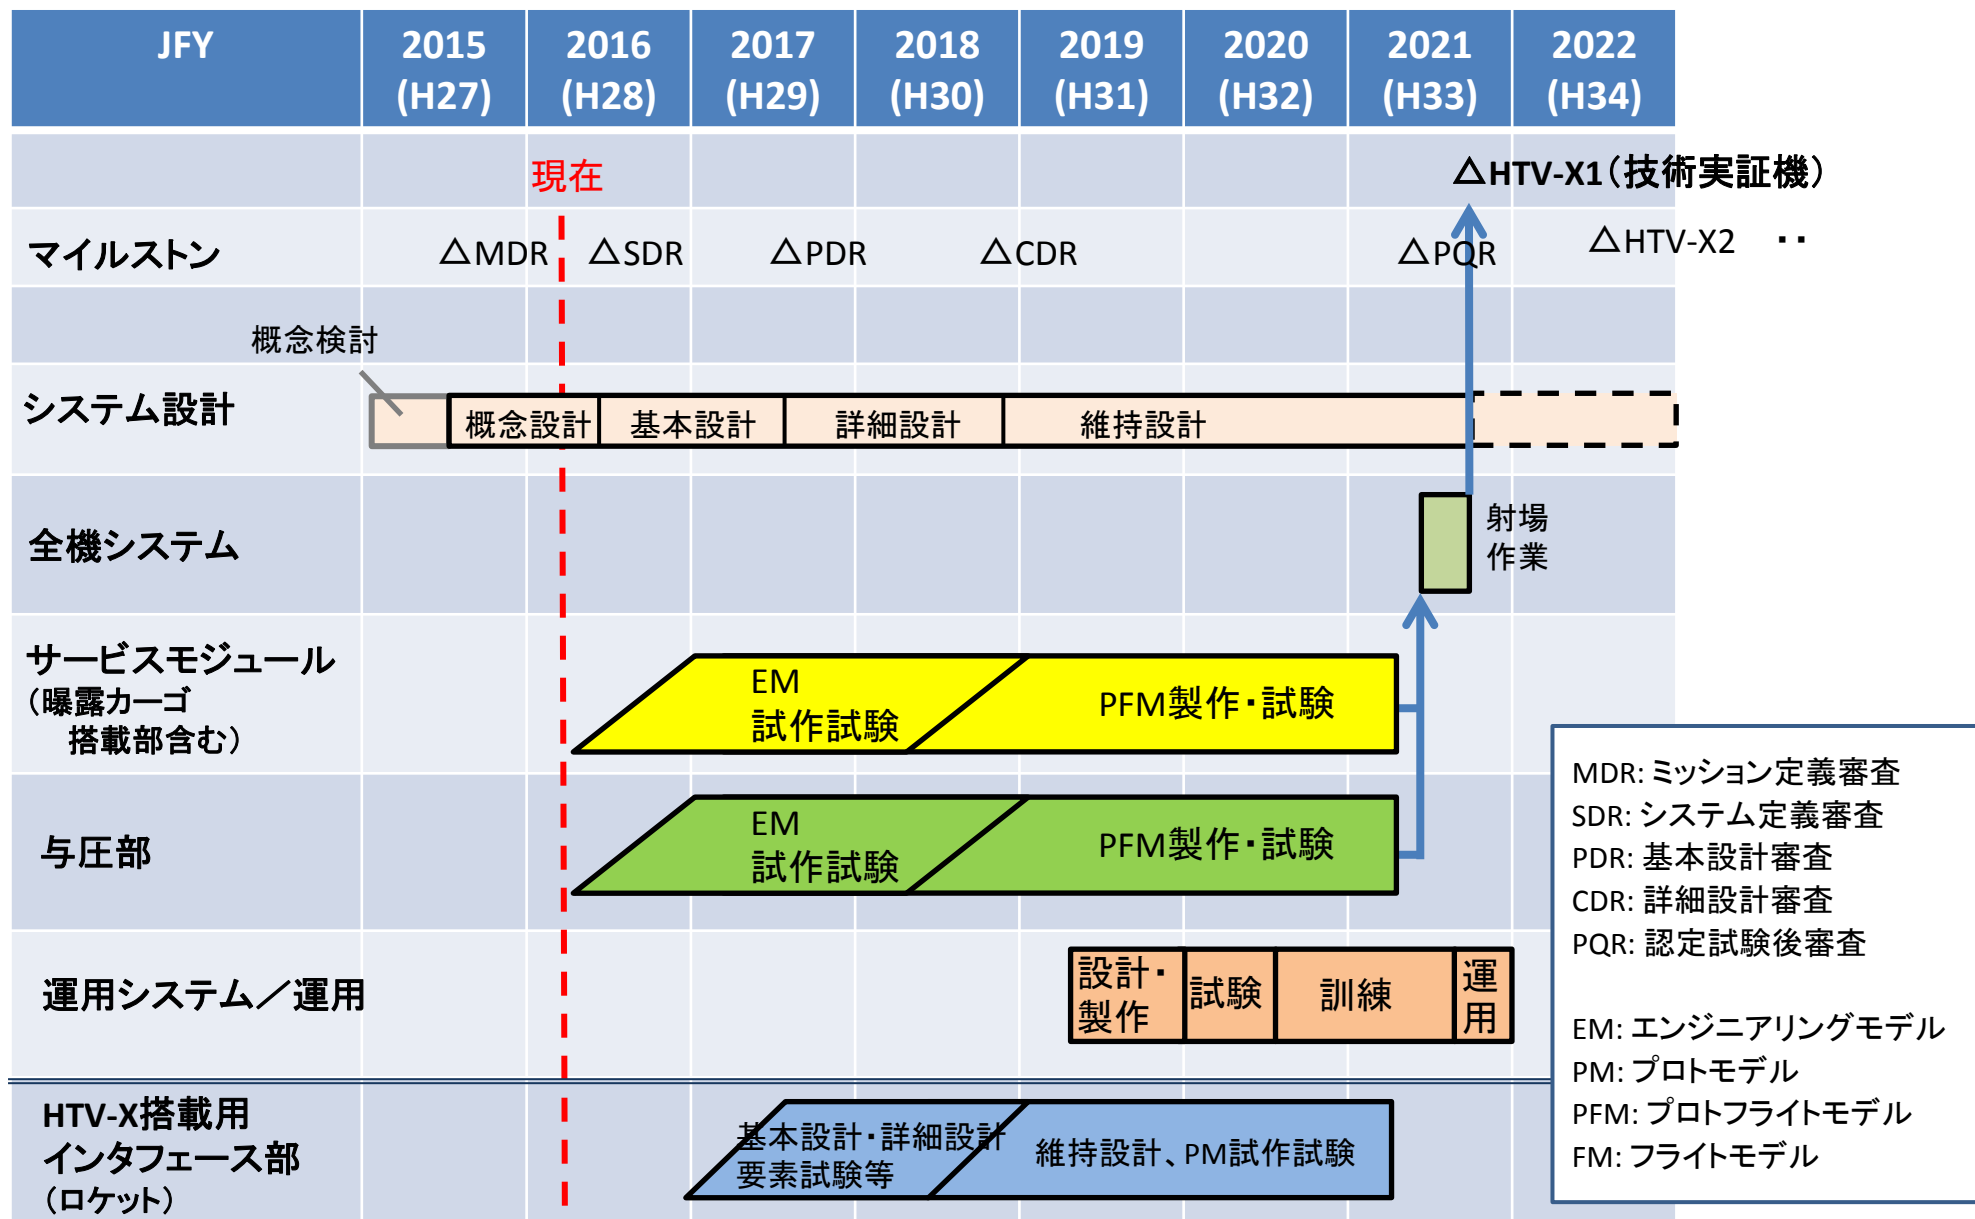 JFY
2015
(H27)
2016
(H28)
2017
(H29)
2018
(H30)
2019
(H31)
2020
(H32)
2021
(H33)
2022
(H34)
現在
△HTV-X1（技術実証機）
マイルストン
△MDR
△SDR
△PDR
△CDR
△PQR
△HTV-X2 ・・
概念検討
システム設計
概念設計
基本設計
詳細設計
維持設計
全機システム
射場
作業
サービスモジュール
（曝露カーゴ
搭載部含む）
EM
試作試験
PFM製作・試験
与圧部
EM
試作試験
PFM製作・試験
運用システム／運用
設計・
製作
試験
訓練
運
用
HTV-X搭載用
インタフェース部
（ロケット）
基本設計・詳細設計
要素試験等
維持設計、PM試作試験
MDR: ミッション定義審査
SDR: システム定義審査
PDR: 基本設計審査
CDR: 詳細設計審査
PQR: 認定試験後審査
EM: エンジニアリングモデル
PM: プロトモデル
PFM: プロトフライトモデル
FM: フライトモデル